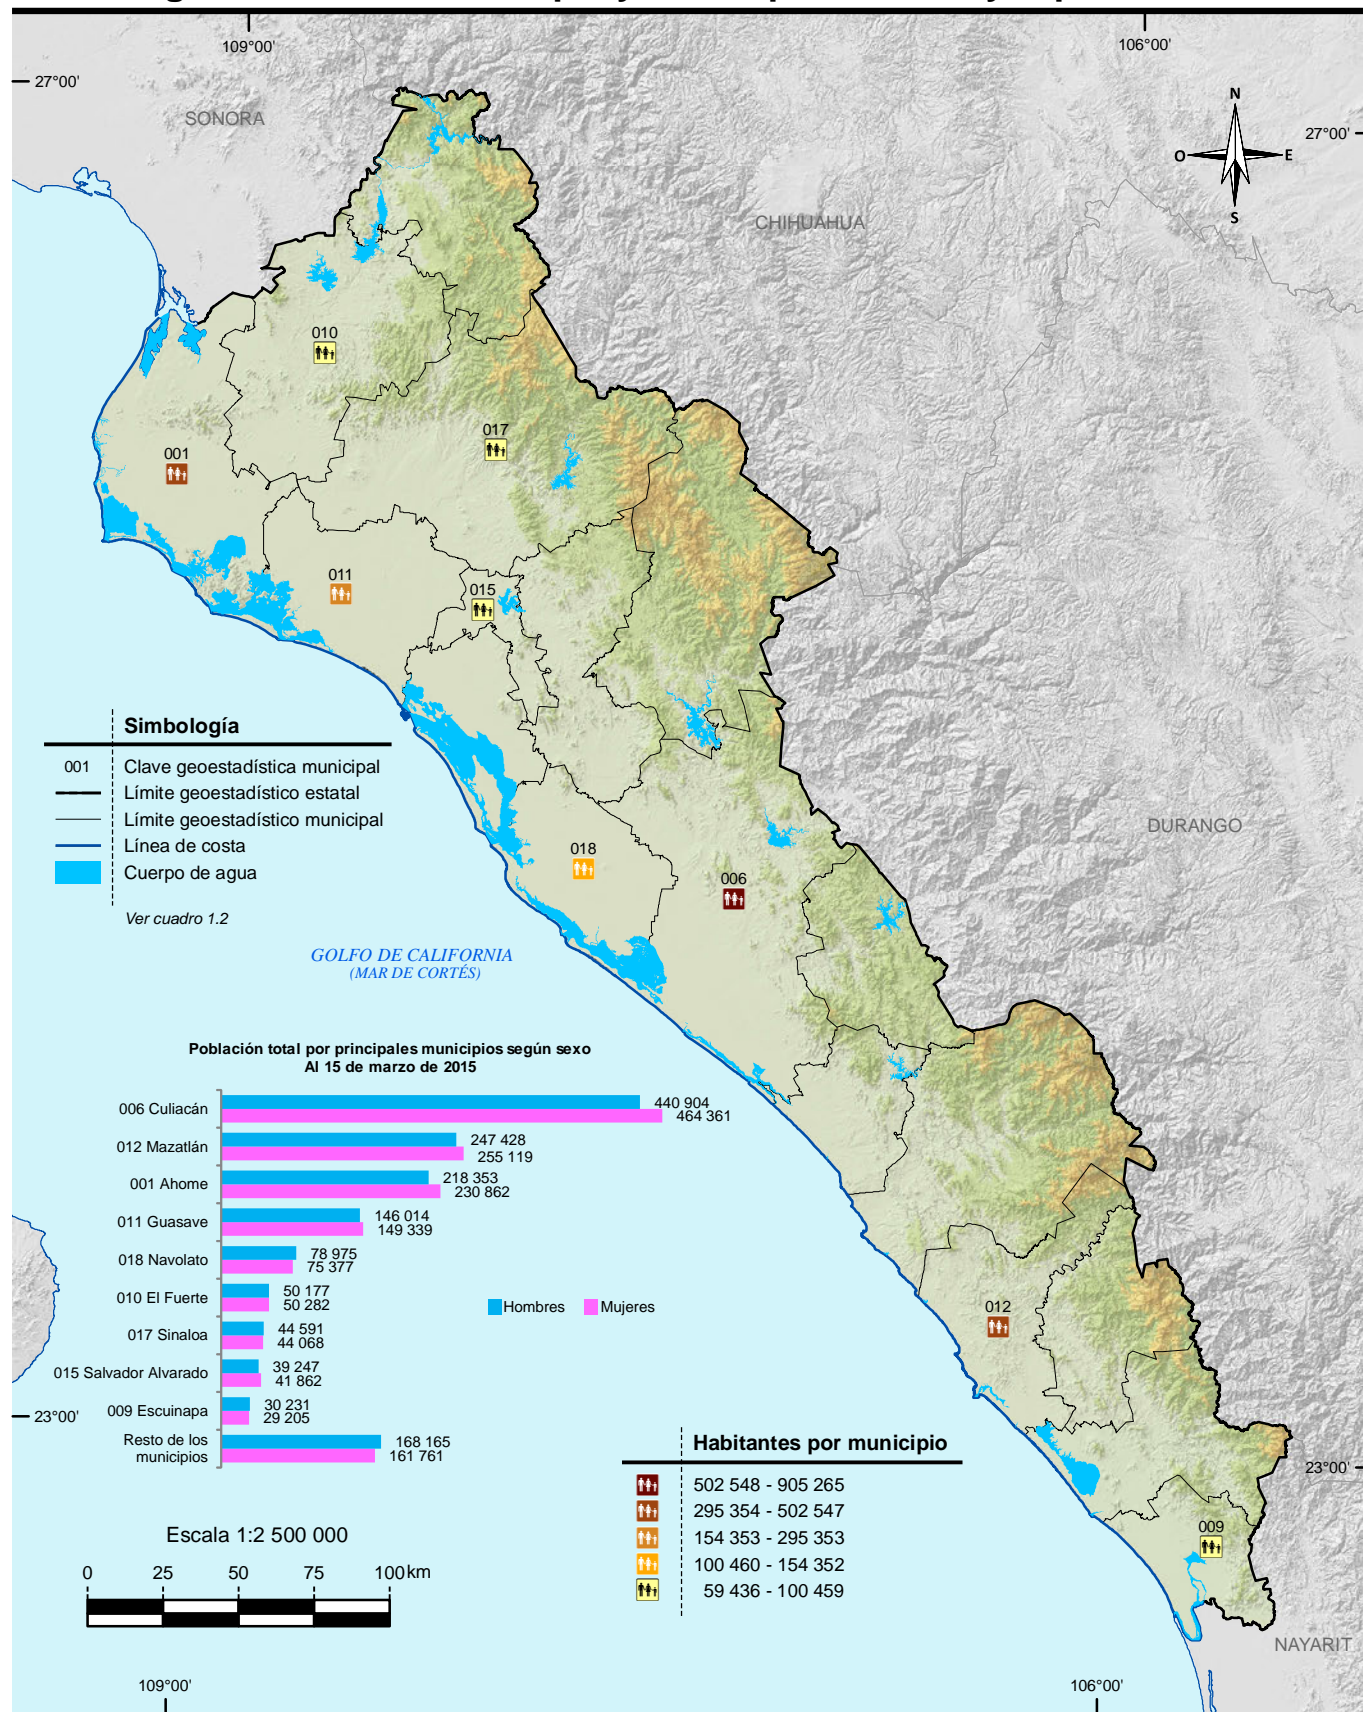 109°00'
106°00'
27°00'
SONORA
N
27°00'
O
E
S
CHIHUAHUA
010
017
001
011
015
Simbología
001 Clave geoestadística municipal
Límite geoestadístico estatal
Límite geoestadístico municipal
Línea de costa
Cuerpo de agua
Ver cuadro 1.2
DURANGO
018
006
GOLFO DE CALIFORNIA
(MAR DE CORTÉS)
Población total por principales municipios según sexo
Al 15 de marzo de 2015
006 Culiacán
440 904
464 361
012 Mazatlán
247 428
255 119
001 Ahome
218 353
230 862
011 Guasave
146 014
149 339
018 Navolato
78 975
75 377
010 El Fuerte
50 177
50 282
Hombres
Mujeres
012
017 Sinaloa
44 591
44 068
015 Salvador Alvarado
39 247
41 862
009 Escuinapa
30 231
29 205
23°00'
Resto de los
municipios
168 165
161 761
Habitantes por municipio
502 548 - 905 265
295 354 - 502 547
154 353 - 295 353
100 460 - 154 352
59 436 - 100 459
23°00'
009
Escala 1:2 500 000
0 25 50 75 100 km
NAYARIT
109°00'
106°00'